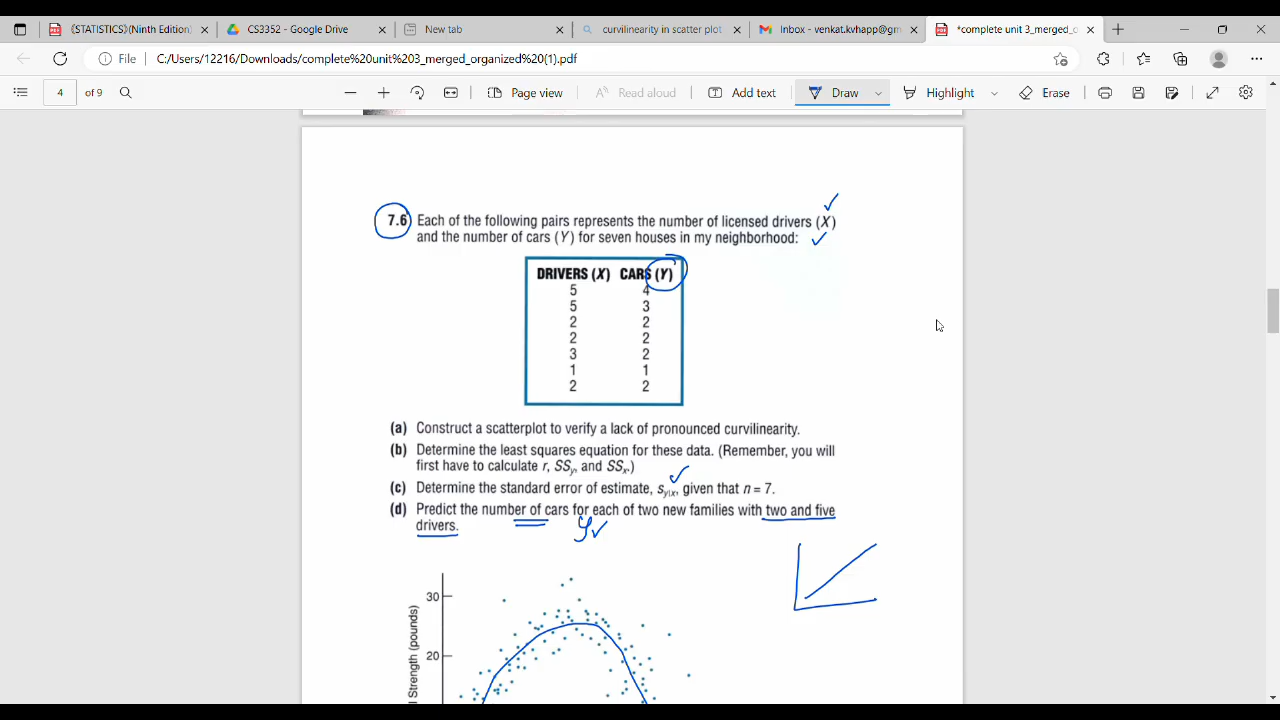 《STATISTICS》(Ninth Edition)
CS3352 - Google Drive
New tab
curvilinearity in scatter plot
Inbox - venkat.kvhapp@gm
*complete unit 3_merged_o
File
C:/Users/12216/Downloads/complete%20unit%203_merged_organized%20(1).pdf
4 of 9
Page view
Read aloud
Add text
Draw
Highlight
Erase
7.6 Each of the following pairs represents the number of licensed drivers (X)
and the number of cars (Y) for seven houses in my neighborhood:
DRIVERS (X) CARS (Y)
5 4
5 3
2 2
2 2
3 2
1 1
2 2
(a) Construct a scatterplot to verify a lack of pronounced curvilinearity.
(b) Determine the least squares equation for these data. (Remember, you will
first have to calculate r, SSy, and SSx.)
(c) Determine the standard error of estimate, sy|x, given that n = 7.
(d) Predict the number of cars for each of two new families with two and five
drivers.
y
30
20
l Strength (pounds)